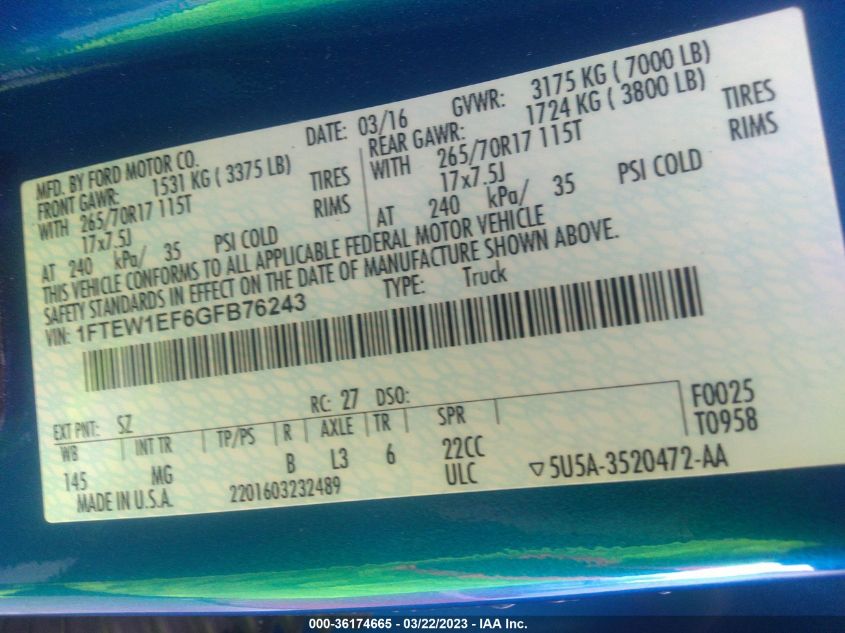 MFD. BY FORD MOTOR CO.
DATE: 03/16 GVWR: 3175 KG ( 7000 LB)
FRONT GAWR: 1531 KG ( 3375 LB)
WITH 265/70R17 115T TIRES
17x7.5J RIMS
AT 240 kPa/ 35 PSI COLD
REAR GAWR: 1724 KG ( 3800 LB)
WITH 265/70R17 115T TIRES
17x7.5J RIMS
AT 240 kPa/ 35 PSI COLD
THIS VEHICLE CONFORMS TO ALL APPLICABLE FEDERAL MOTOR VEHICLE
SAFETY STANDARDS IN EFFECT ON THE DATE OF MANUFACTURE SHOWN ABOVE.
VIN: 1FTEW1EF6GFB76243 TYPE: Truck
EXT PNT: SZ RC: 27 DSO: F0025
WB INT TR TP/PS R AXLE TR SPR T0958
145 MG B L3 6 22CC
ULC
MADE IN U.S.A. 2201603232489 ▽5U5A-3520472-AA
000-36174665 - 03/22/2023 - IAA Inc.